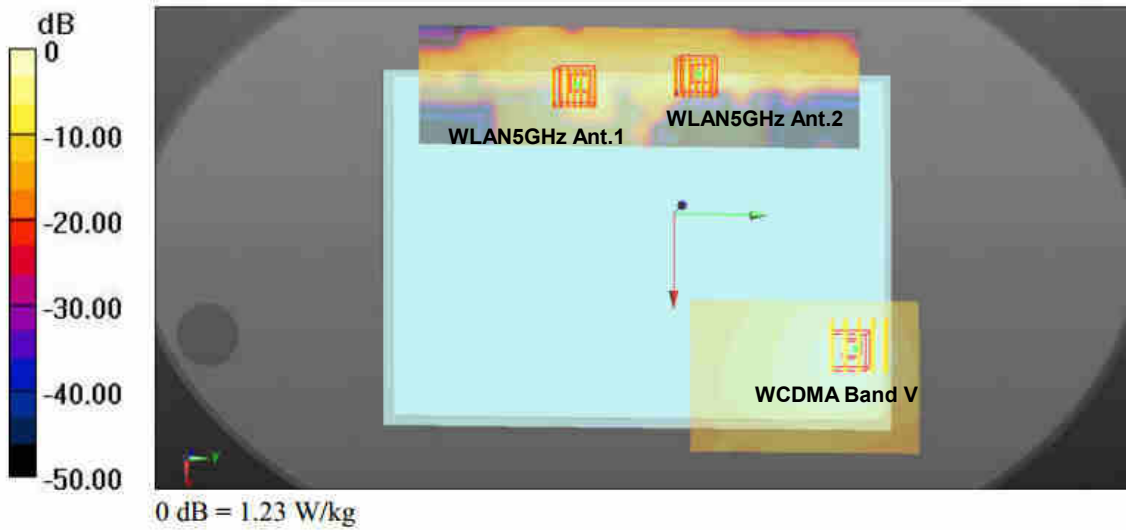 dB
0
-10.00
-20.00
-30.00
-40.00
-50.00
WLAN5GHz Ant.1
WLAN5GHz Ant.2
WCDMA Band V
Y
0 dB = 1.23 W/kg